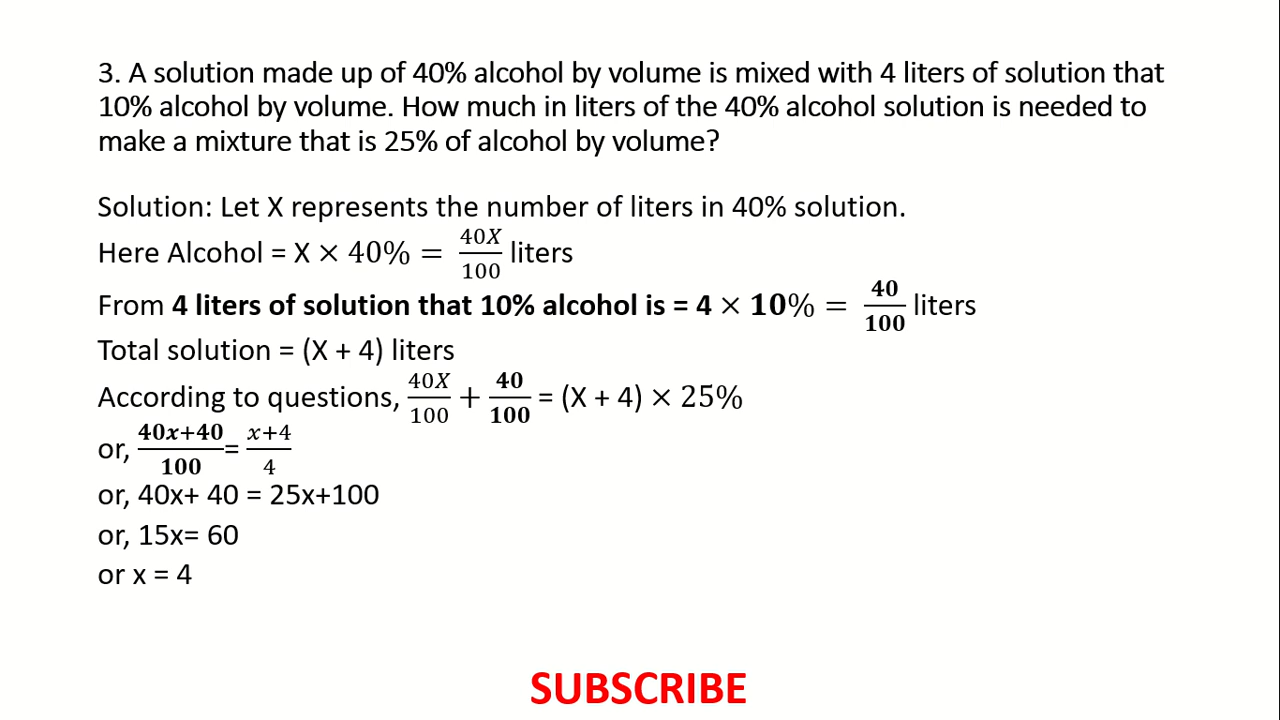 3. A solution made up of 40% alcohol by volume is mixed with 4 liters of solution that
10% alcohol by volume. How much in liters of the 40% alcohol solution is needed to
make a mixture that is 25% of alcohol by volume?
Solution: Let X represents the number of liters in 40% solution.
Here Alcohol = X × 40% = 40X/100 liters
From 4 liters of solution that 10% alcohol is = 4 × 10% = 40/100 liters
Total solution = (X + 4) liters
According to questions, 40X/100 + 40/100 = (X + 4) × 25%
or, 40x+40/100 = x+4/4
or, 40x+ 40 = 25x+100
or, 15x= 60
or x = 4
SUBSCRIBE